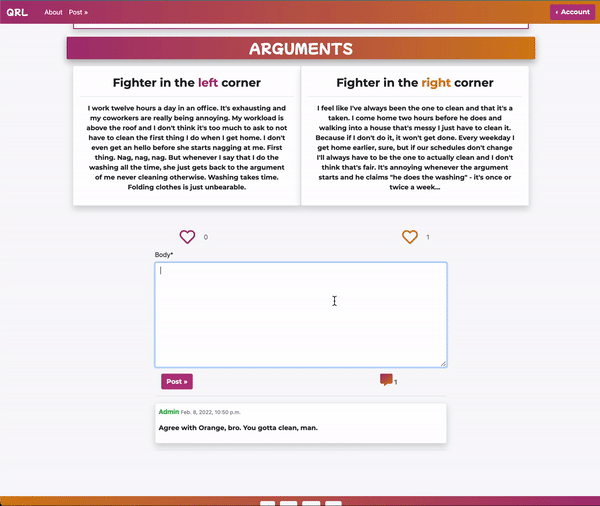 QRL About Post » ‹ Account
ARGUMENTS
Fighter in the left corner
I work twelve hours a day in an office. It's exhausting and
my coworkers are really being annoying. My workload is
above the roof and I don't think it's too much to ask to not
have to clean the first thing I do when I get home. I don't
even get an hello before she starts nagging at me. First
thing. Nag, nag, nag. But whenever I say that I do the
washing all the time, she just gets back to the argument
of me never cleaning otherwise. Washing takes time.
Folding clothes is just unbearable.
Fighter in the right corner
I feel like I've always been the one to clean and that it's a
taken. I come home two hours before he does and
walking into a house that's messy I just have to clean it.
Because if I don't do it, it won't get done. Every weekday I
get home earlier, sure, but if our schedules don't change
I'll always have to be the one to actually clean and I don't
think that's fair. It's annoying whenever the argument
starts and he claims "he does the washing" - it's once or
twice a week...
0
1
Body*
Post »
1
Admin Feb. 8, 2022, 10:50 p.m.
Agree with Orange, bro. You gotta clean, man.